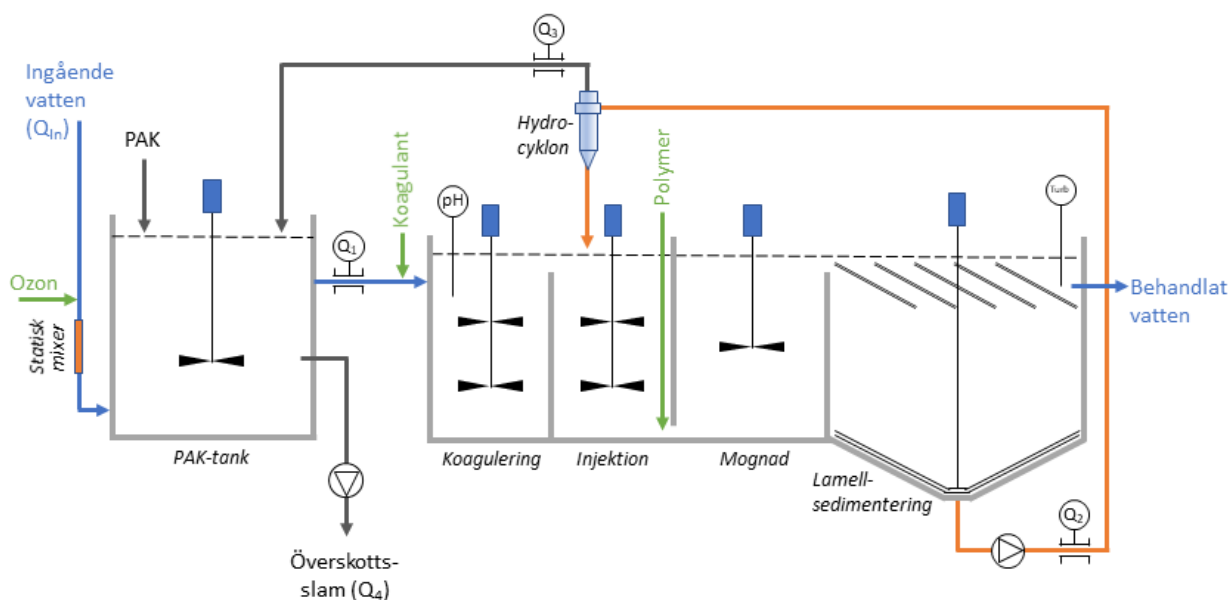 Q3
Ingående
vatten
(QIn)
PAK
Hydro-
cyklon
Koagulant
Polymer
pH
Turb
Q1
Ozon
Statisk
mixer
Behandlat
vatten
PAK-tank
Koagulering
Injektion
Mognad
Lamell-
sedimentering
Q2
Överskotts-
slam (Q4)